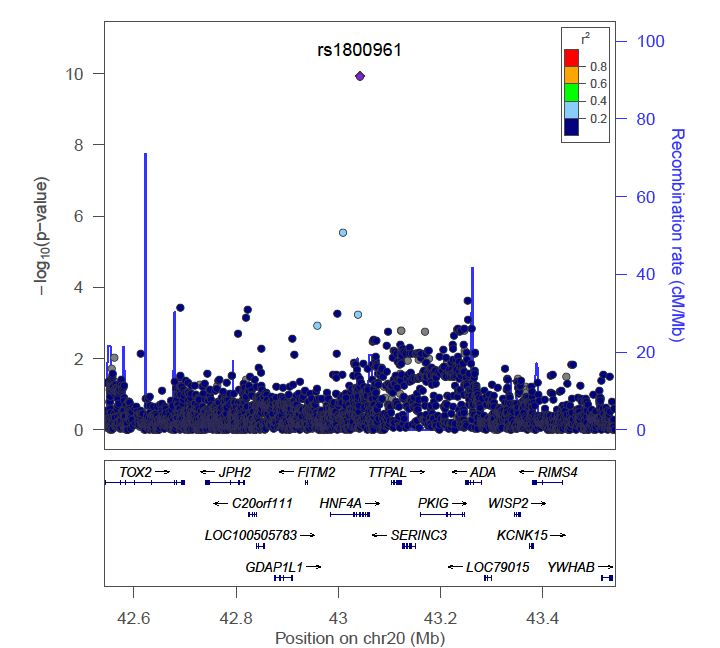 rs1800961
r2
0.8
0.6
0.4
0.2
10
8
6
4
2
0
−log10(p−value)
100
80
60
40
20
0
Recombination rate (cM/Mb)
TOX2 → ← JPH2 ← FITM2 TTPAL → ← ADA ← RIMS4
← C20orf111 HNF4A → PKIG → WISP2 →
LOC100505783 → ← SERINC3 KCNK15 →
GDAP1L1 → ← LOC79015 YWHAB →
42.6 42.8 43 43.2 43.4
Position on chr20 (Mb)